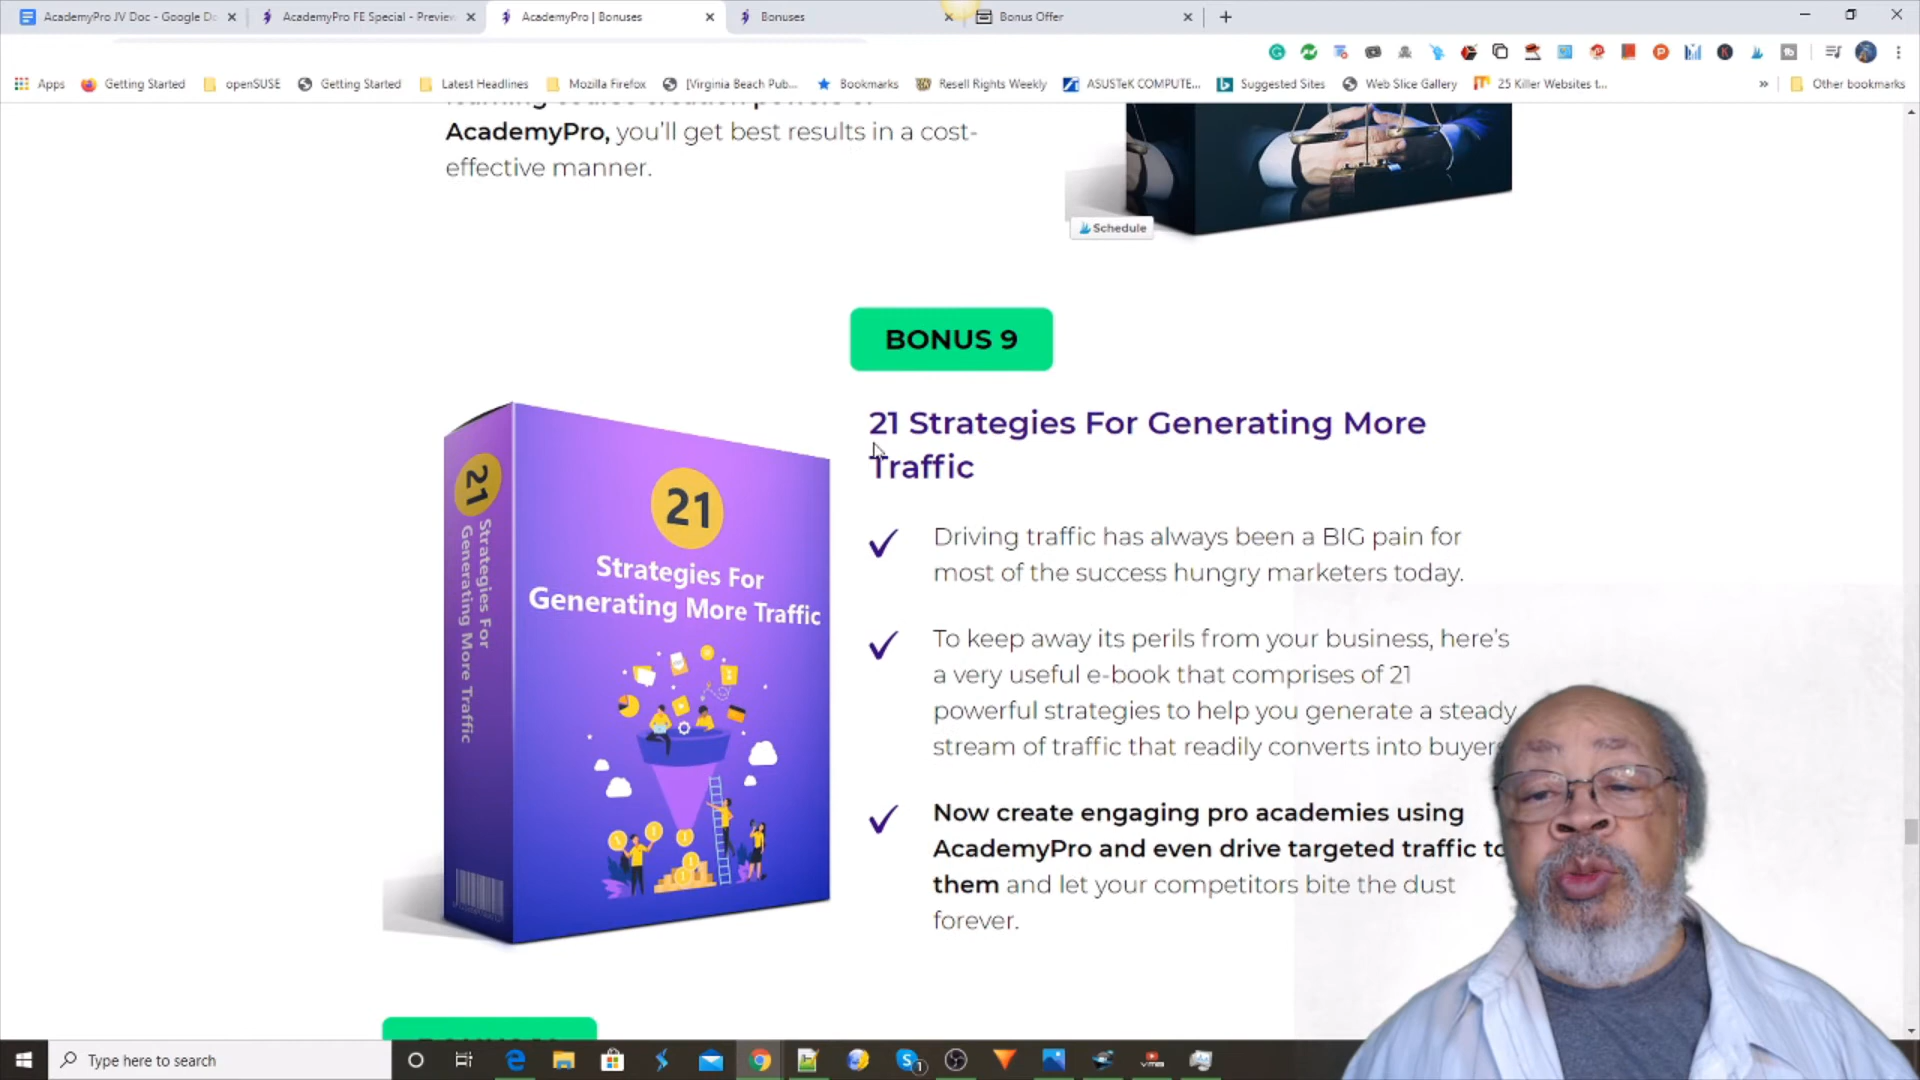 AcademyPro JV Doc - Google Do
AcademyPro FE Special - Preview
AcademyPro | Bonuses
Bonuses
Bonus Offer
Apps
Getting Started
openSUSE
Getting Started
Latest Headlines
Mozilla Firefox
[Virginia Beach Pub...
Bookmarks
Resell Rights Weekly
ASUSTeK COMPUTE...
Suggested Sites
Web Slice Gallery
25 Killer Websites t...
»
Other bookmarks
AcademyPro, you'll get best results in a cost-
effective manner.
Schedule
BONUS 9
21 Strategies For Generating More
Traffic
Driving traffic has always been a BIG pain for
most of the success hungry marketers today.
To keep away its perils from your business, here's
a very useful e-book that comprises of 21
powerful strategies to help you generate a steady
stream of traffic that readily converts into buyers
Now create engaging pro academies using
AcademyPro and even drive targeted traffic to
them and let your competitors bite the dust
forever.
21
Strategies For
Generating More Traffic
21
Strategies For
Generating More Traffic
Type here to search